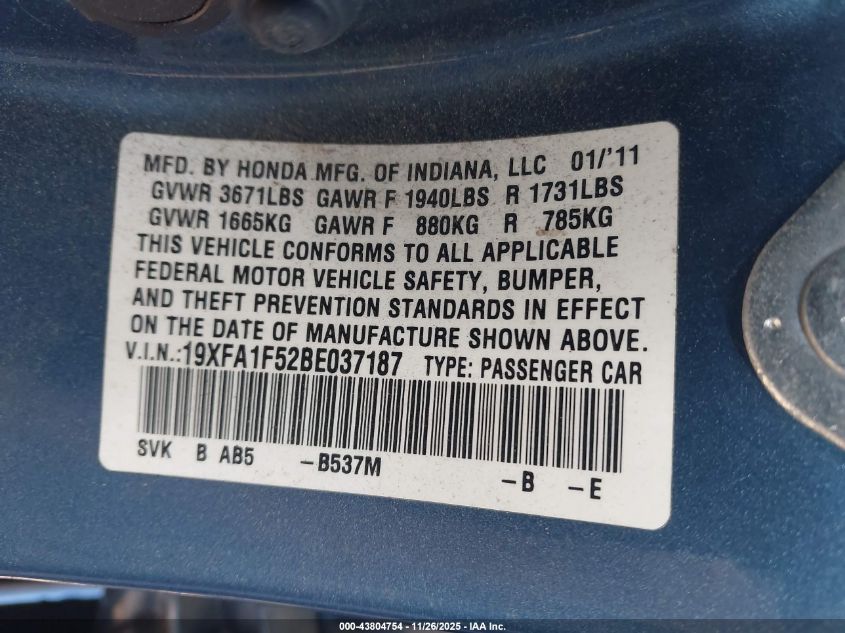 MFD. BY HONDA MFG. OF INDIANA, LLC 01/'11
GVWR 3671LBS GAWR F 1940LBS R 1731LBS
GVWR 1665KG GAWR F 880KG R 785KG
THIS VEHICLE CONFORMS TO ALL APPLICABLE
FEDERAL MOTOR VEHICLE SAFETY, BUMPER,
AND THEFT PREVENTION STANDARDS IN EFFECT
ON THE DATE OF MANUFACTURE SHOWN ABOVE.
V.I.N.:19XFA1F52BE037187 TYPE: PASSENGER CAR
SVK B AB5 -B537M -B -E
000-43804754 - 11/26/2025 - IAA Inc.